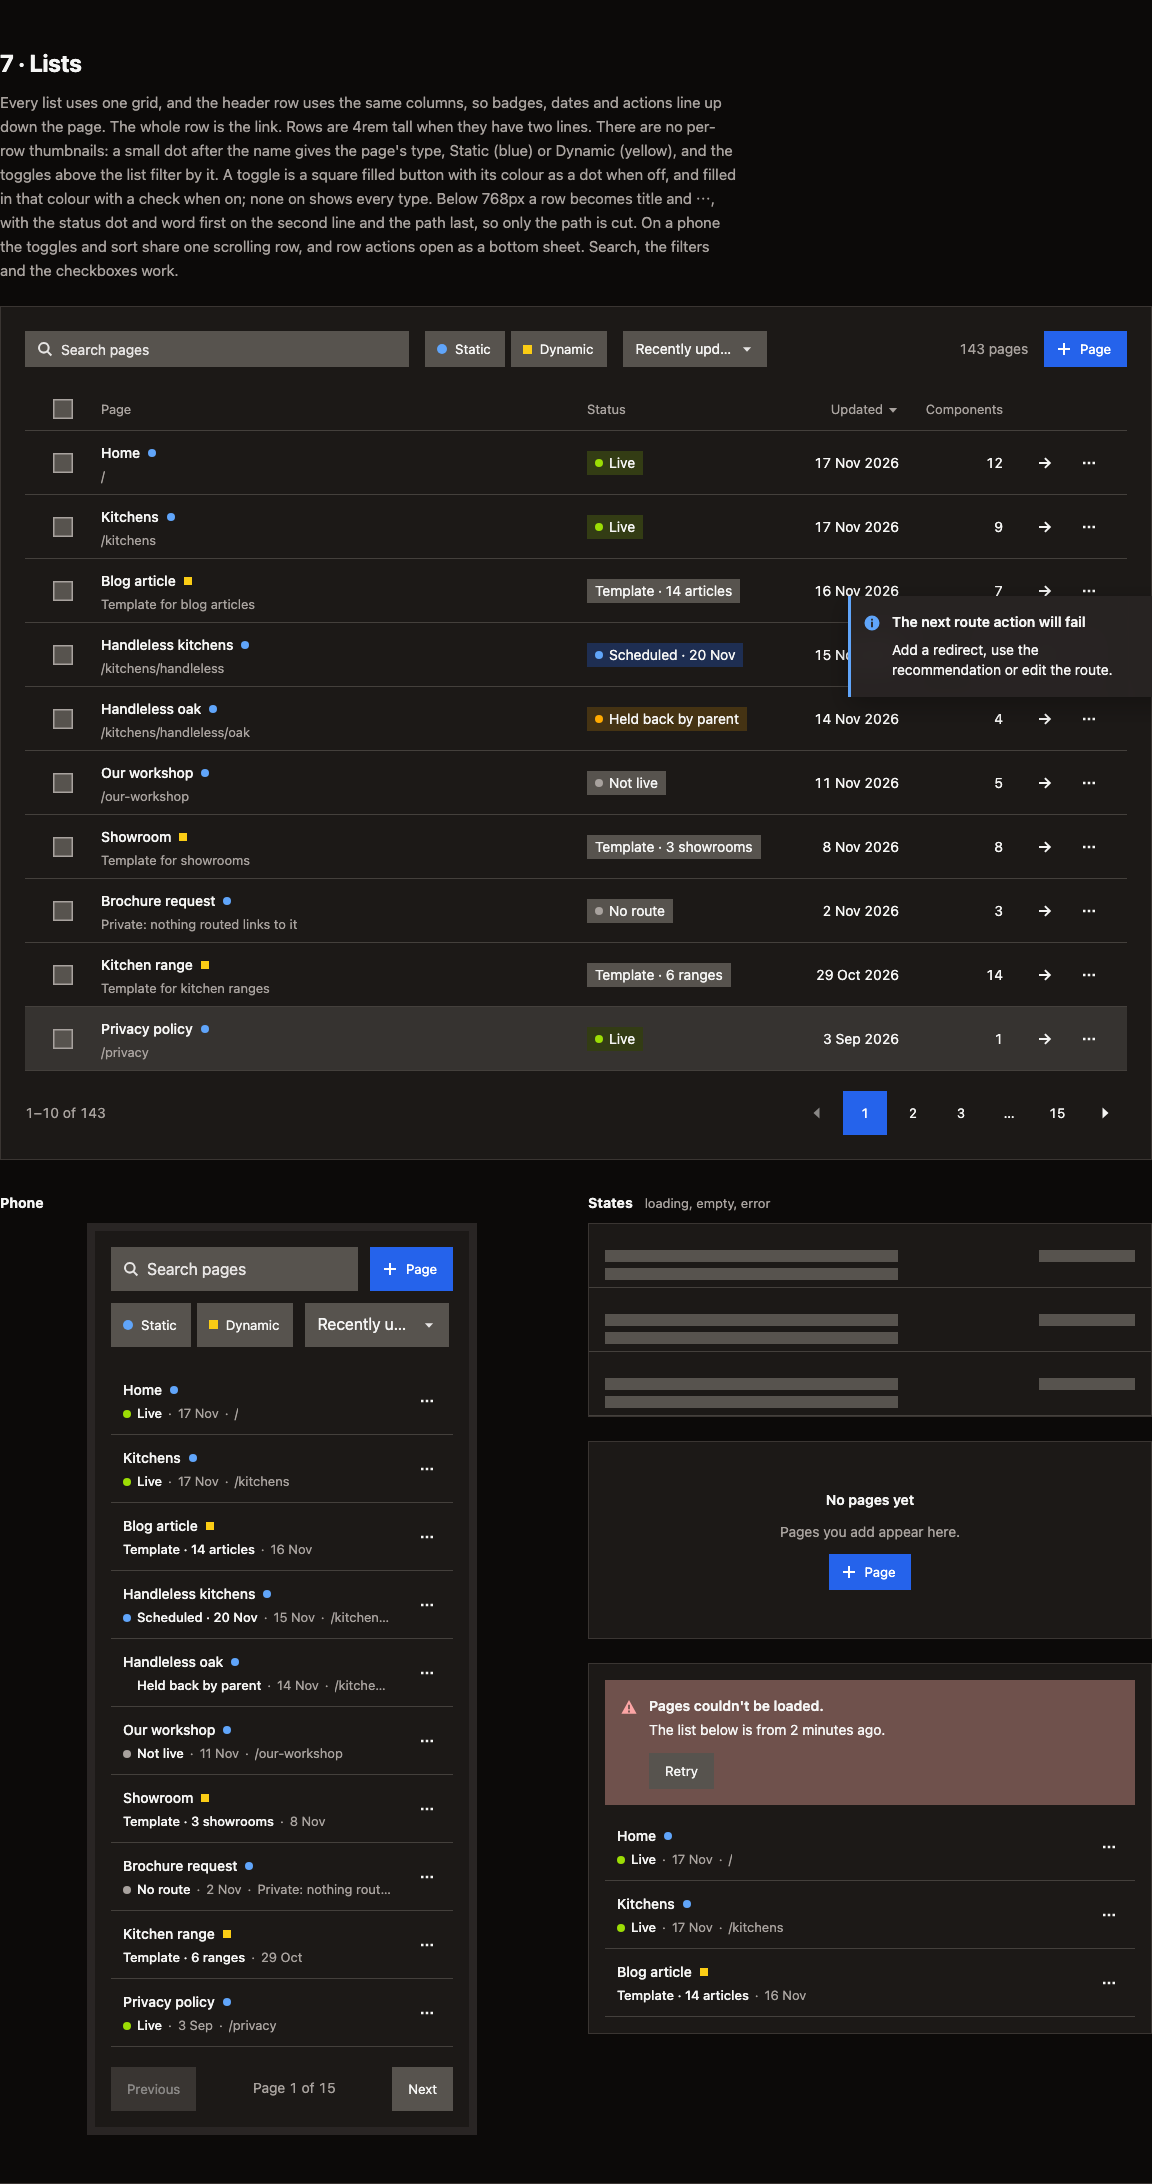 7 · Lists
Every list uses one grid, and the header row uses the same columns, so badges, dates and actions line up
down the page. The whole row is the link. Rows are 4rem tall when they have two lines. There are no per-
row thumbnails: a small dot after the name gives the page's type, Static (blue) or Dynamic (yellow), and the
toggles above the list filter by it. A toggle is a square filled button with its colour as a dot when off, and filled
in that colour with a check when on; none on shows every type. Below 768px a row becomes title and ···,
with the status dot and word first on the second line and the path last, so only the path is cut. On a phone
the toggles and sort share one scrolling row, and row actions open as a bottom sheet. Search, the filters
and the checkboxes work.
Search pages Static Dynamic Recently upd... 143 pages + Page
Page Status Updated Components
Home
/
Live 17 Nov 2026 12
Kitchens
/kitchens
Live 17 Nov 2026 9
Blog article
Template for blog articles
Template · 14 articles 16 Nov 2026 7
Handleless kitchens
/kitchens/handleless
Scheduled · 20 Nov 15 No
The next route action will fail
Add a redirect, use the
recommendation or edit the route.
Handleless oak
/kitchens/handleless/oak
Held back by parent 14 Nov 2026 4
Our workshop
/our-workshop
Not live 11 Nov 2026 5
Showroom
Template for showrooms
Template · 3 showrooms 8 Nov 2026 8
Brochure request
Private: nothing routed links to it
No route 2 Nov 2026 3
Kitchen range
Template for kitchen ranges
Template · 6 ranges 29 Oct 2026 14
Privacy policy
/privacy
Live 3 Sep 2026 1
1–10 of 143 1 2 3 ... 15
Phone
Search pages + Page
Static Dynamic Recently u...
Home
Live · 17 Nov · /
Kitchens
Live · 17 Nov · /kitchens
Blog article
Template · 14 articles · 16 Nov
Handleless kitchens
Scheduled · 20 Nov · 15 Nov · /kitchen...
Handleless oak
Held back by parent · 14 Nov · /kitche...
Our workshop
Not live · 11 Nov · /our-workshop
Showroom
Template · 3 showrooms · 8 Nov
Brochure request
No route · 2 Nov · Private: nothing rout...
Kitchen range
Template · 6 ranges · 29 Oct
Privacy policy
Live · 3 Sep · /privacy
Previous Page 1 of 15 Next
States loading, empty, error
No pages yet
Pages you add appear here.
+ Page
Pages couldn't be loaded.
The list below is from 2 minutes ago.
Retry
Home
Live · 17 Nov · /
Kitchens
Live · 17 Nov · /kitchens
Blog article
Template · 14 articles · 16 Nov